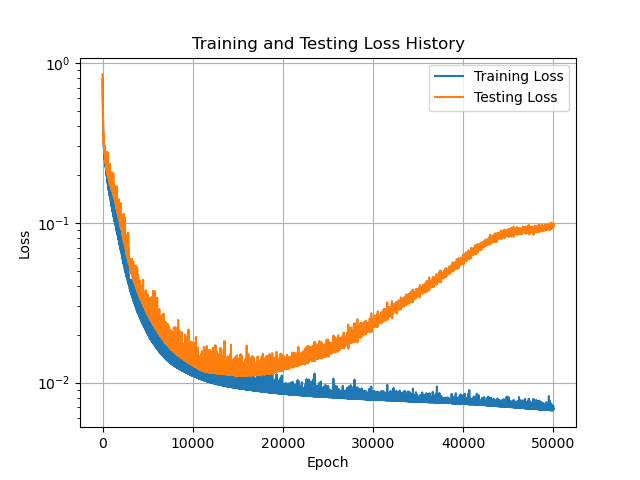 Training and Testing Loss History
10⁰
10⁻¹
10⁻²
Loss
Training Loss
Testing Loss
0 10000 20000 30000 40000 50000
Epoch